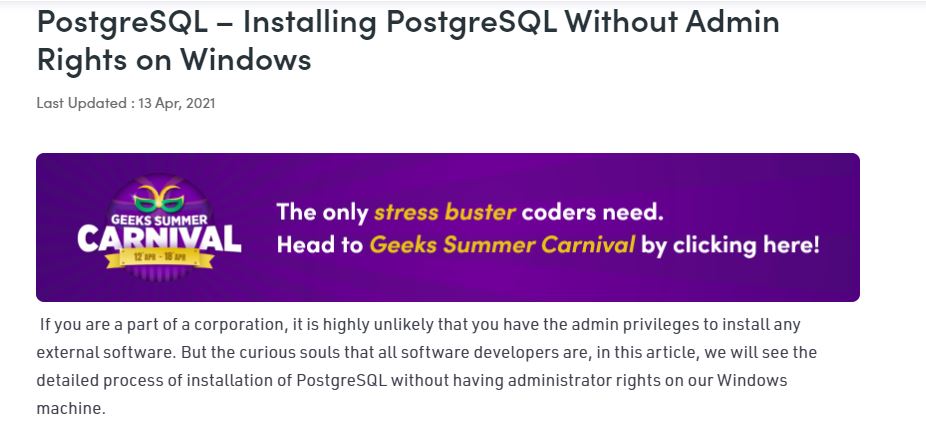 PostgreSQL – Installing PostgreSQL Without Admin
Rights on Windows
Last Updated : 13 Apr, 2021
GEEKS SUMMER
CARNIVAL
12 APR - 18 APR
The only stress buster coders need.
Head to Geeks Summer Carnival by clicking here!
If you are a part of a corporation, it is highly unlikely that you have the admin privileges to install any
external software. But the curious souls that all software developers are, in this article, we will see the
detailed process of installation of PostgreSQL without having administrator rights on our Windows
machine.